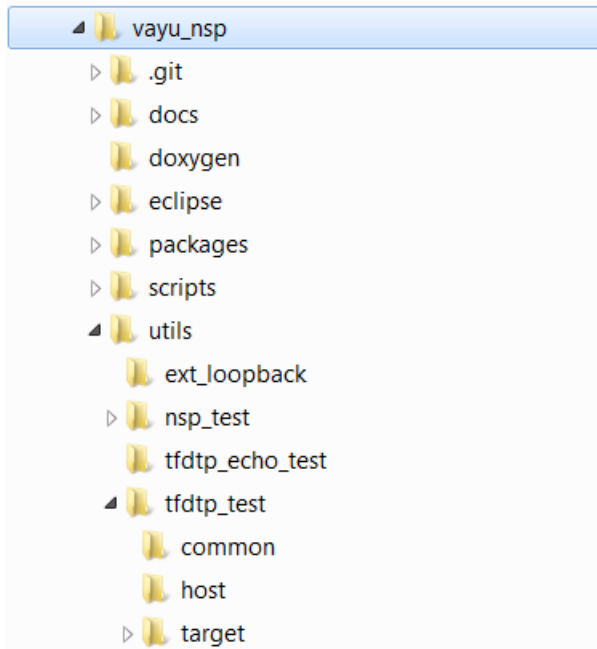 vayu_nsp
.git
docs
doxygen
eclipse
packages
scripts
utils
ext_loopback
nsp_test
tfdtp_echo_test
tfdtp_test
common
host
target